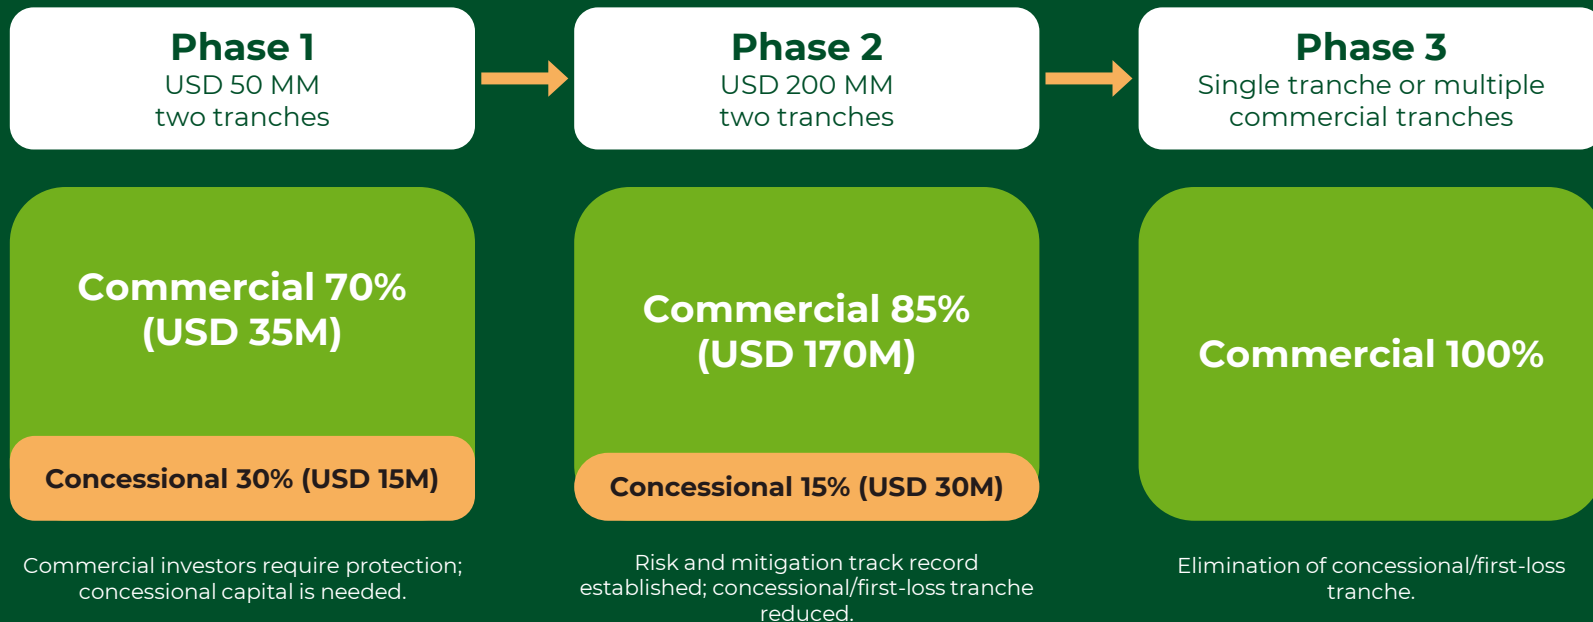 Phase 1
USD 50 MM
two tranches
Phase 2
USD 200 MM
two tranches
Phase 3
Single tranche or multiple
commercial tranches
Commercial 70%
(USD 35M)
Concessional 30% (USD 15M)
Commercial 85%
(USD 170M)
Concessional 15% (USD 30M)
Commercial 100%
Commercial investors require protection;
concessional capital is needed.
Risk and mitigation track record
established; concessional/first-loss tranche
reduced.
Elimination of concessional/first-loss
tranche.